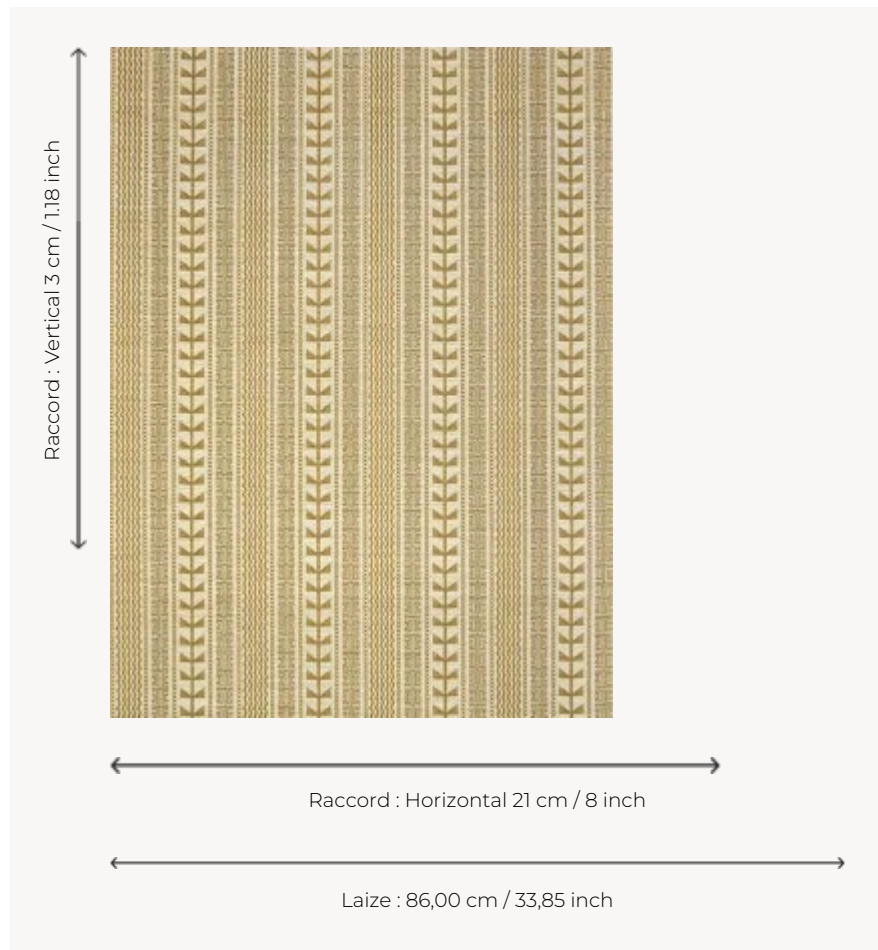 Raccord : Vertical 3 cm / 1.18 inch
Raccord : Horizontal 21 cm / 8 inch
Laize : 86,00 cm / 33,85 inch